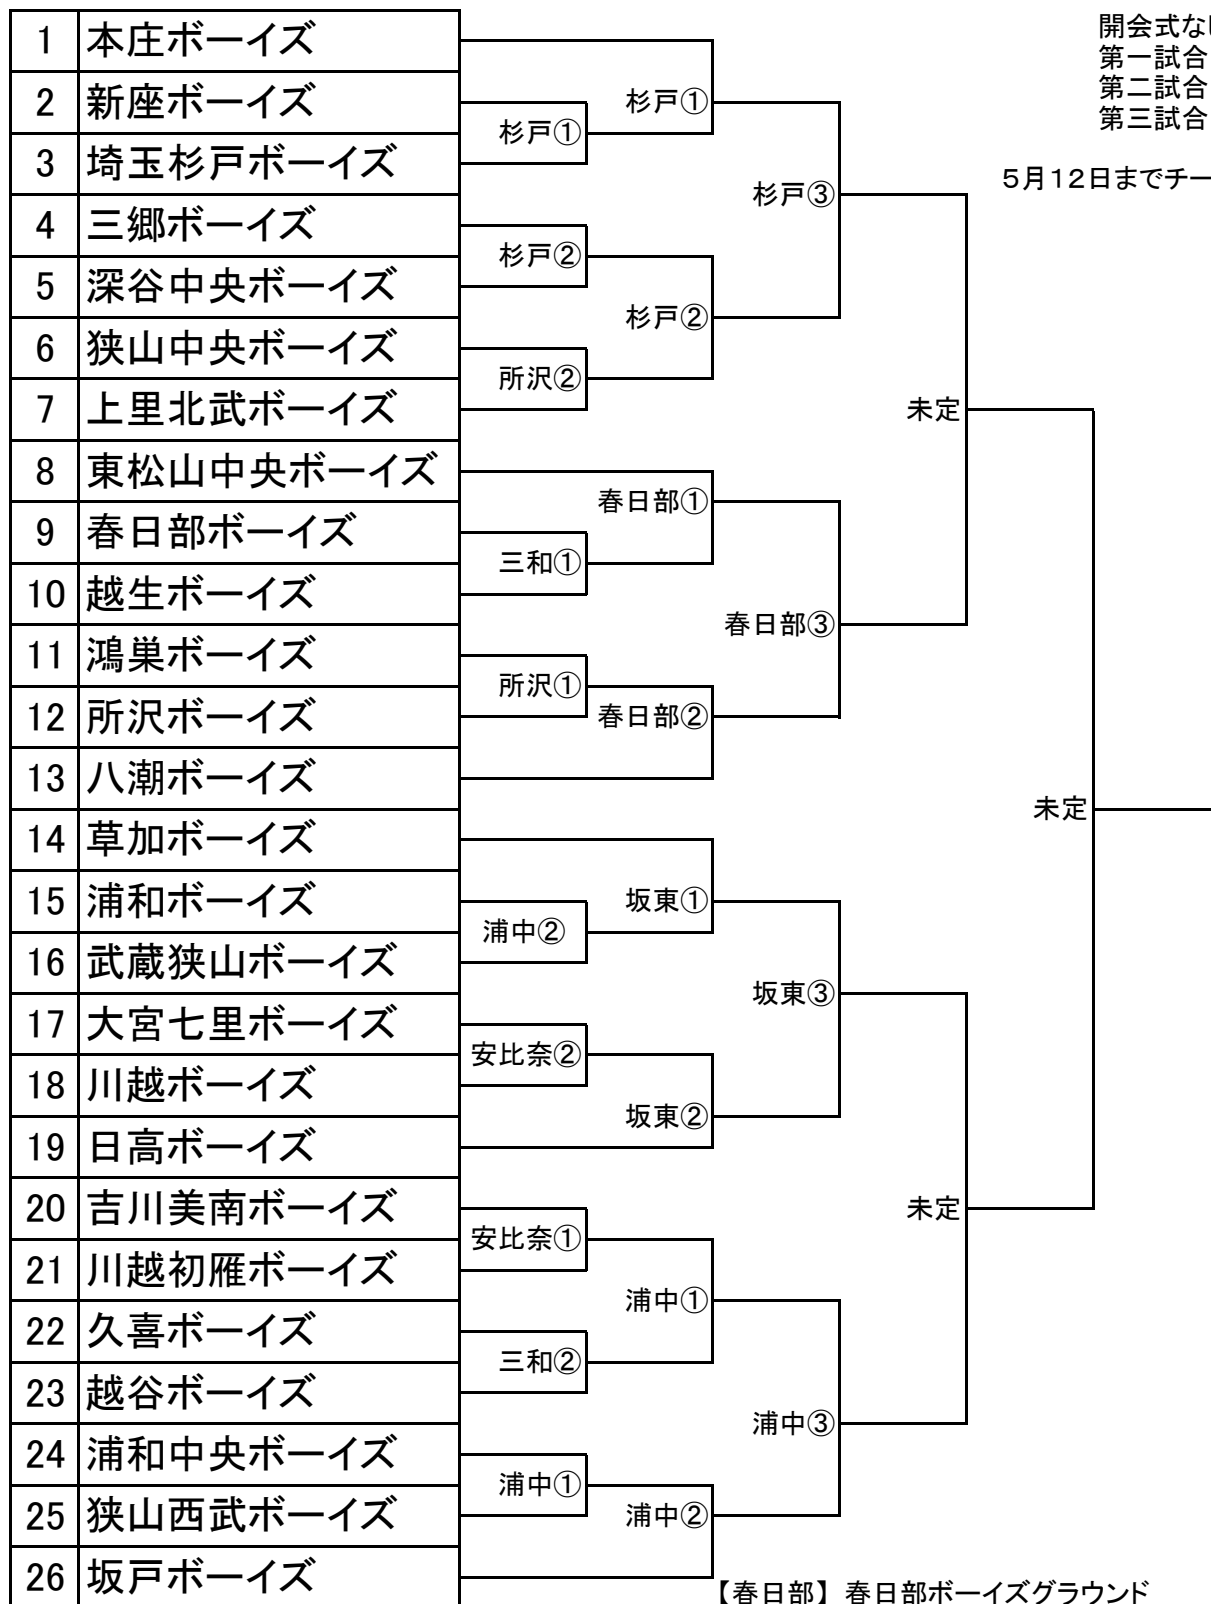 1 本庄ボーイズ
2 新座ボーイズ
3 埼玉杉戸ボーイズ
4 三郷ボーイズ
5 深谷中央ボーイズ
6 狭山中央ボーイズ
7 上里北武ボーイズ
8 東松山中央ボーイズ
9 春日部ボーイズ
10 越生ボーイズ
11 鴻巣ボーイズ
12 所沢ボーイズ
13 八潮ボーイズ
14 草加ボーイズ
15 浦和ボーイズ
16 武蔵狭山ボーイズ
17 大宮七里ボーイズ
18 川越ボーイズ
19 日高ボーイズ
20 吉川美南ボーイズ
21 川越初雁ボーイズ
22 久喜ボーイズ
23 越谷ボーイズ
24 浦和中央ボーイズ
25 狭山西武ボーイズ
26 坂戸ボーイズ
杉戸①
杉戸②
所沢②
三和①
所沢①
浦中②
安比奈②
安比奈①
三和②
浦中①
杉戸①
杉戸②
春日部①
春日部②
坂東①
坂東②
浦中①
浦中②
杉戸③
春日部③
坂東③
浦中③
未定
未定
未定
開会式な
第一試合
第二試合
第三試合
5月12日までチー
【春日部】春日部ボーイズグラウンド